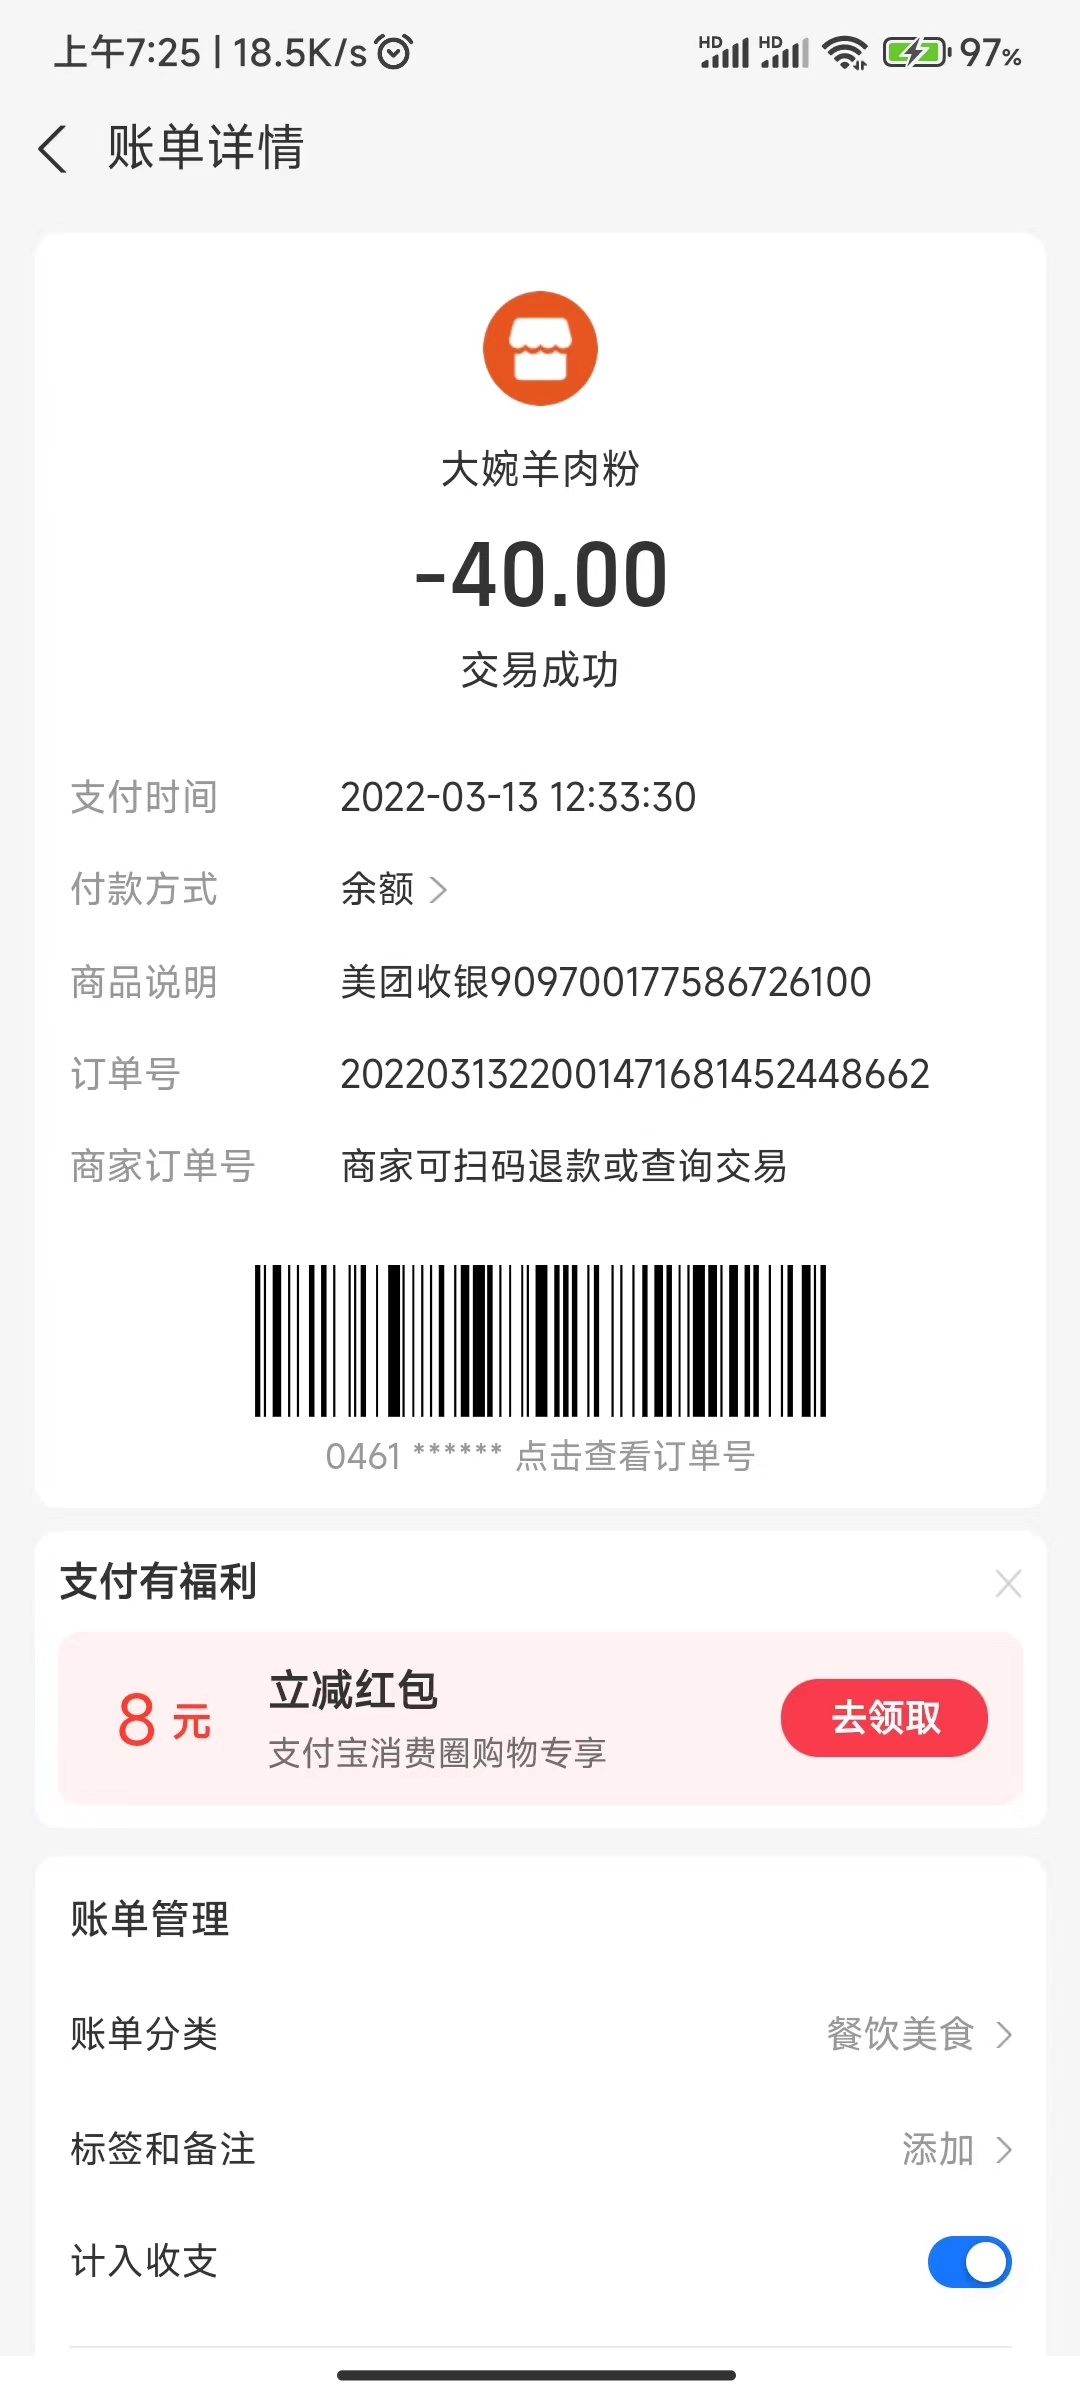 上午7:25 | 18.5K/s
HD HD 97%
账单详情
大婉羊肉粉
-40.00
交易成功
支付时间 2022-03-13 12:33:30
付款方式 余额
商品说明 美团收银909700177586726100
订单号 2022031322001471681452448662
商家订单号 商家可扫码退款或查询交易
0461 ****** 点击查看订单号
支付有福利
8元 立减红包 去领取
支付宝消费圈购物专享
账单管理
账单分类 餐饮美食
标签和备注 添加
计入收支